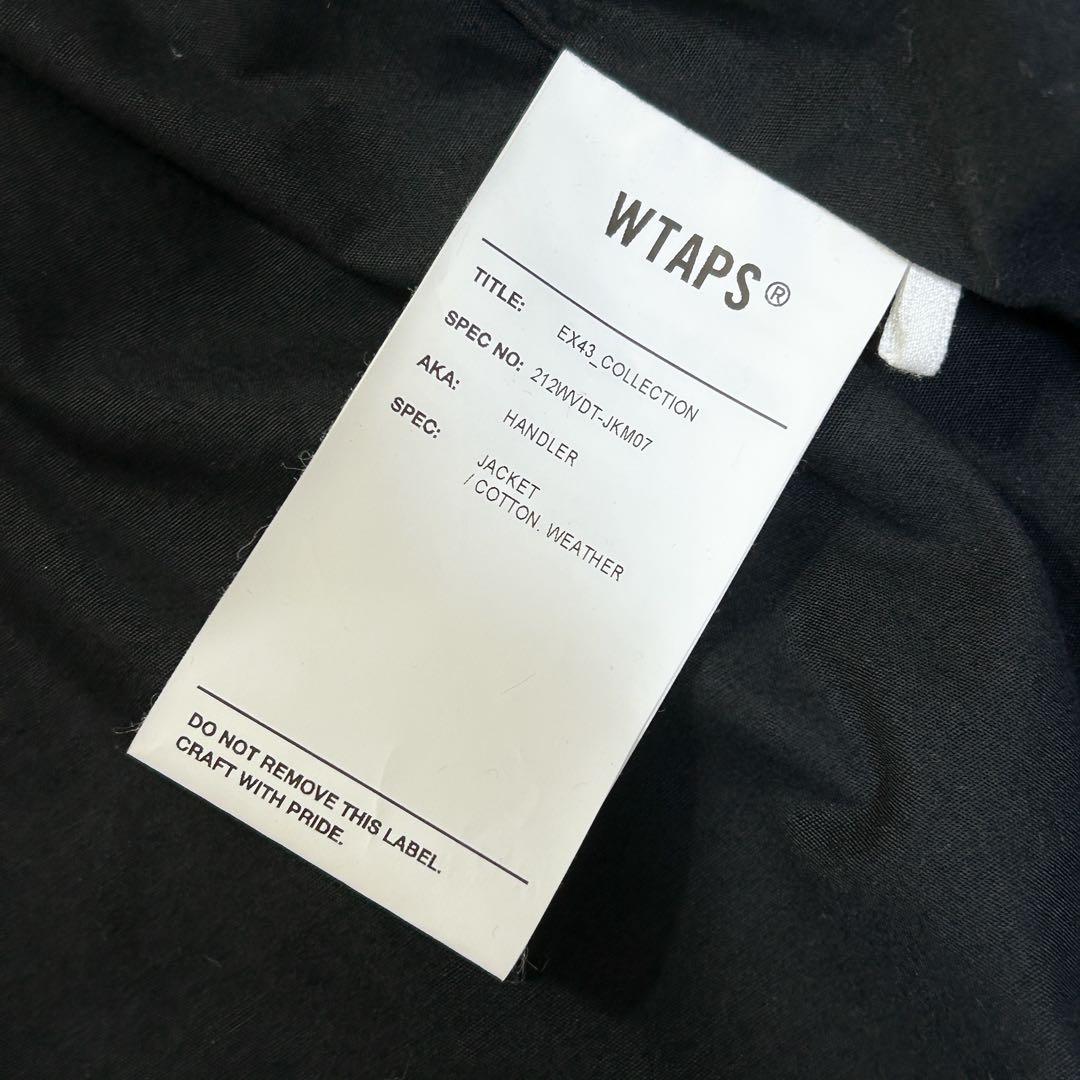 WTAPS®
TITLE: EX43_COLLECTION
SPEC NO: 212WVDT-JKM07
AKA: HANDLER
SPEC: JACKET
/ COTTON. WEATHER
DO NOT REMOVE THIS LABEL.
CRAFT WITH PRIDE.